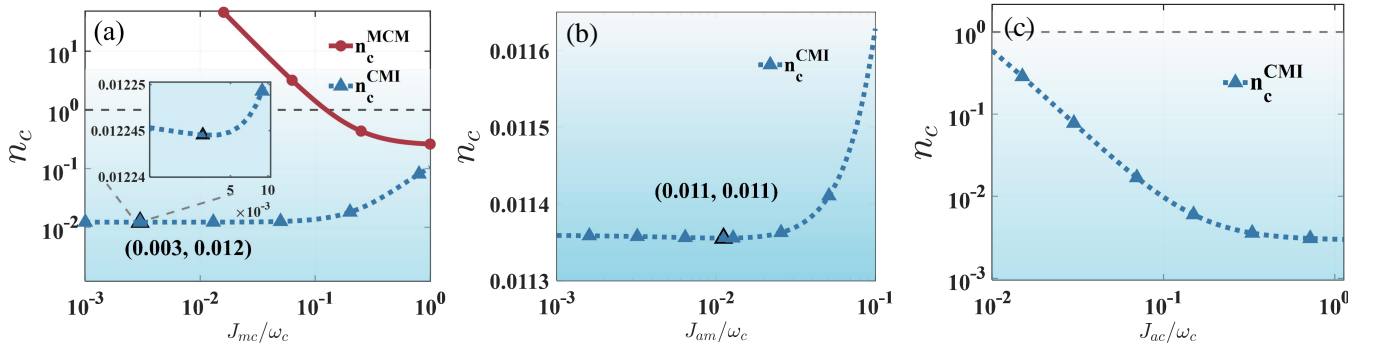 (a)
n_c^MCM
n_c^CMI
10^1
10^0
10^-1
10^-2
n_c
0.01225
0.012245
0.01224
5
10
×10^-3
(0.003, 0.012)
10^-3
10^-2
10^-1
10^0
J_mc/ω_c
(b)
n_c^CMI
0.0116
0.0115
0.0114
0.0113
n_c
(0.011, 0.011)
10^-2
10^-1
J_am/ω_c
(c)
n_c^CMI
10^0
10^-1
10^-2
10^-3
n_c
10^-2
10^-1
10^0
J_ac/ω_c